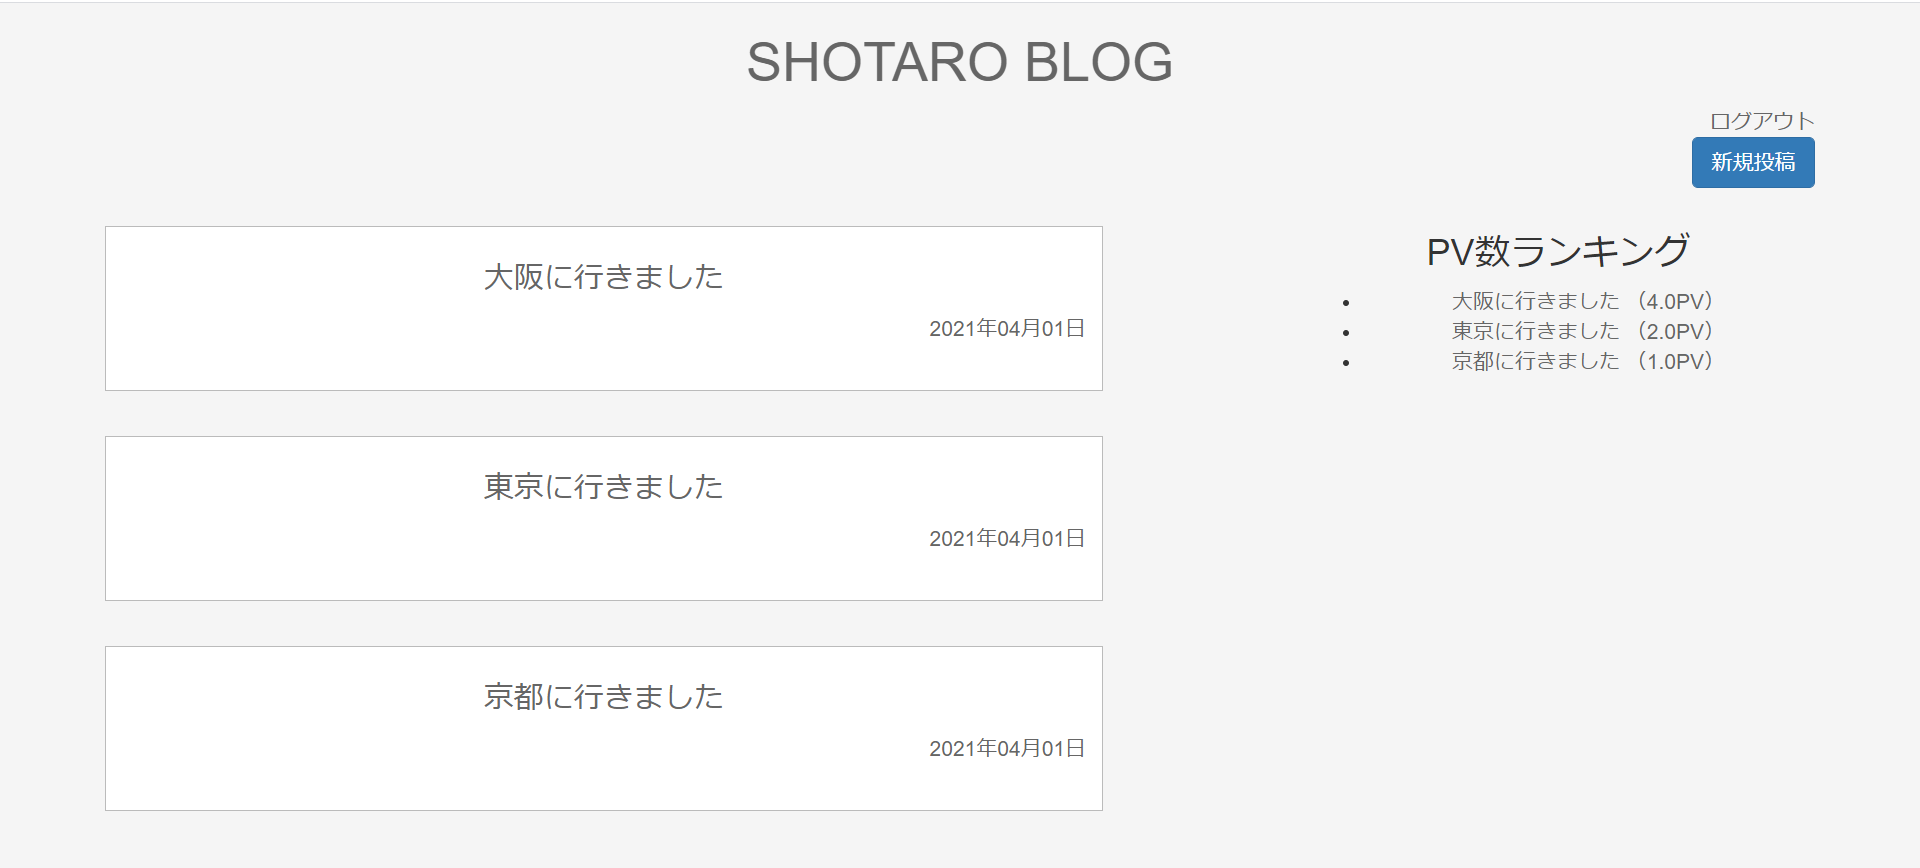 SHOTARO BLOG
ログアウト
新規投稿
大阪に行きました
2021年04月01日
東京に行きました
2021年04月01日
京都に行きました
2021年04月01日
PV数ランキング
大阪に行きました （4.0PV）
東京に行きました （2.0PV）
京都に行きました （1.0PV）